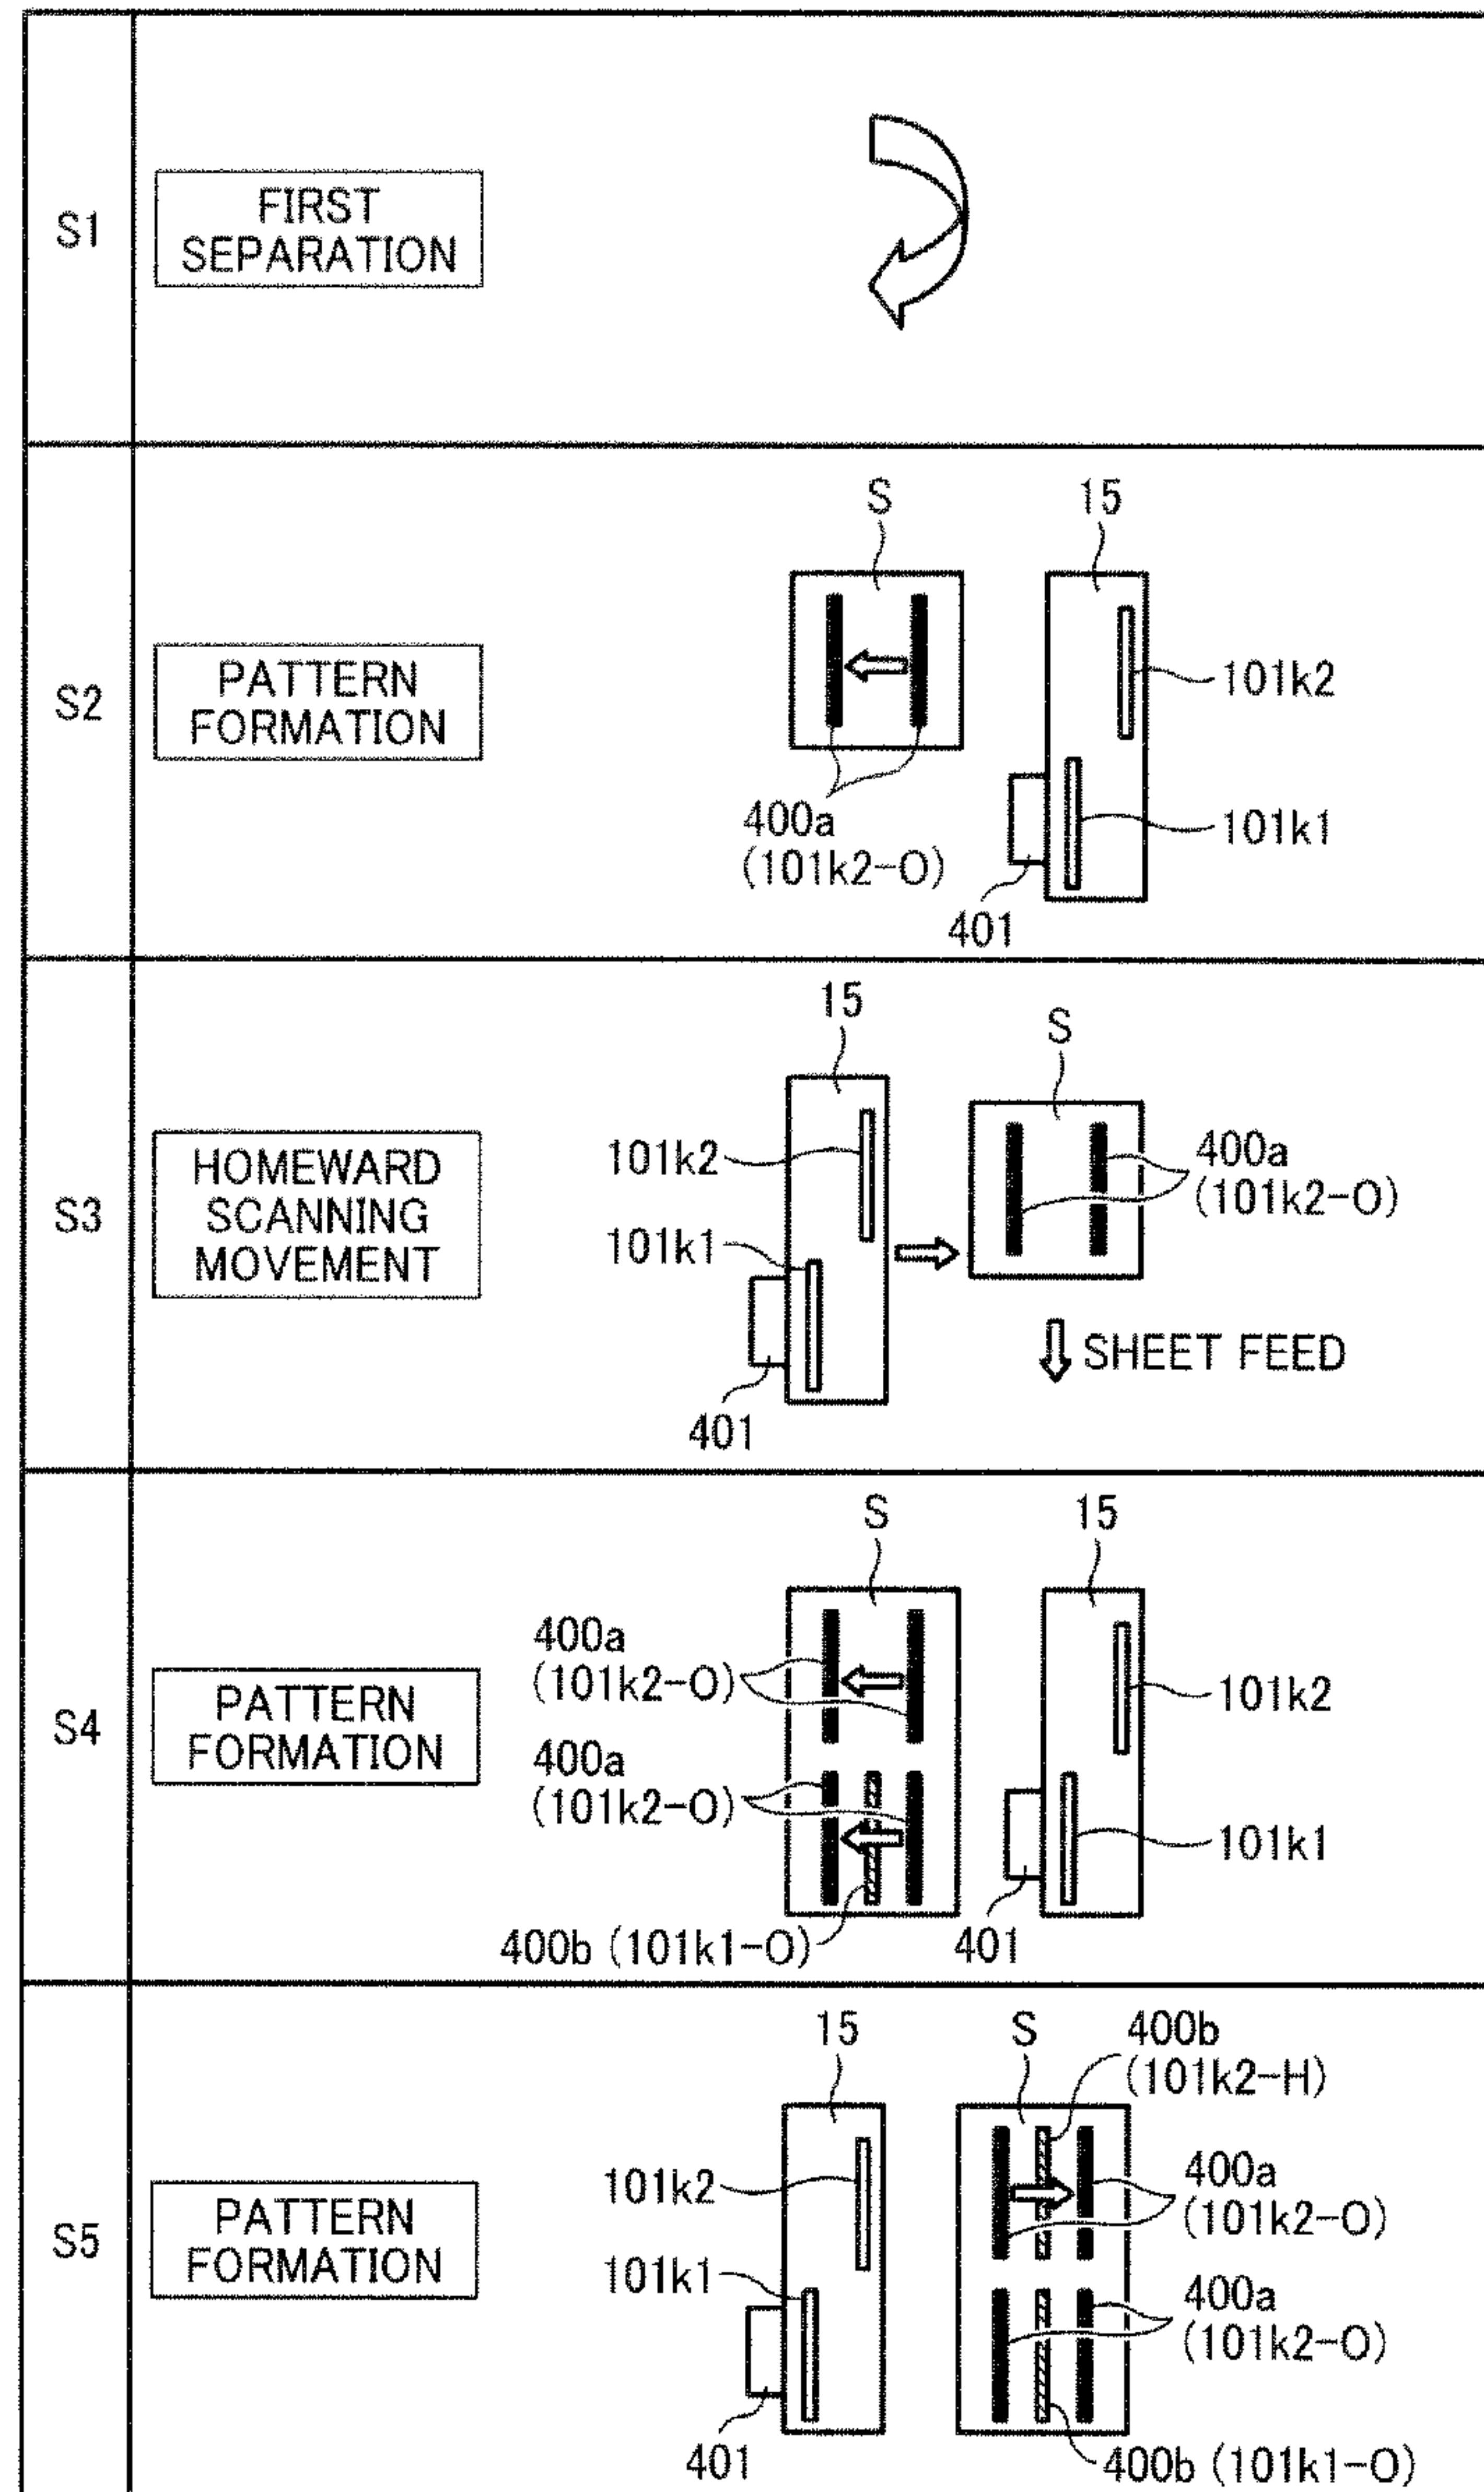 S1
FIRST
SEPARATION
S2
PATTERN
FORMATION
S
15
101k2
101k1
400a
(101k2-O)
401
S3
HOMEWARD
SCANNING
MOVEMENT
15
S
101k2
101k1
400a
(101k2-O)
SHEET FEED
401
S4
PATTERN
FORMATION
S
15
400a
(101k2-O)
400a
(101k2-O)
101k2
101k1
400b (101k1-O)
401
S5
PATTERN
FORMATION
15
S
400b
(101k2-H)
101k2
101k1
400a
(101k2-O)
400a
(101k2-O)
401
400b (101k1-O)